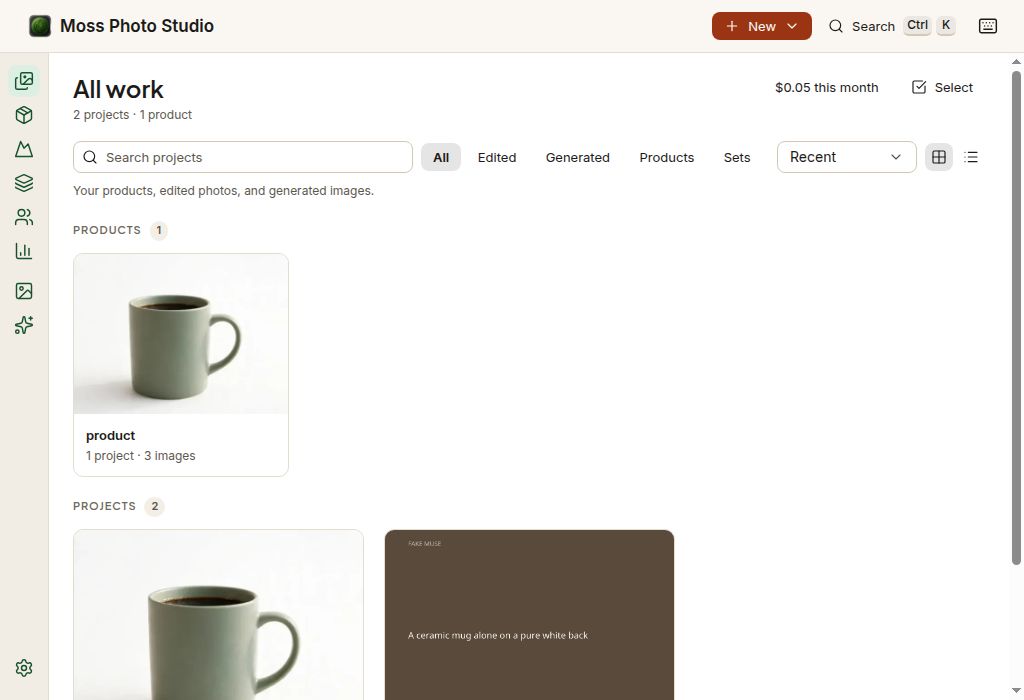 Moss Photo Studio
New
Search Ctrl K
All work
$0.05 this month
Select
2 projects · 1 product
Search projects
All
Edited
Generated
Products
Sets
Recent
Your products, edited photos, and generated images.
PRODUCTS 1
product
1 project · 3 images
PROJECTS 2
FAKE MUSE
A ceramic mug alone on a pure white back